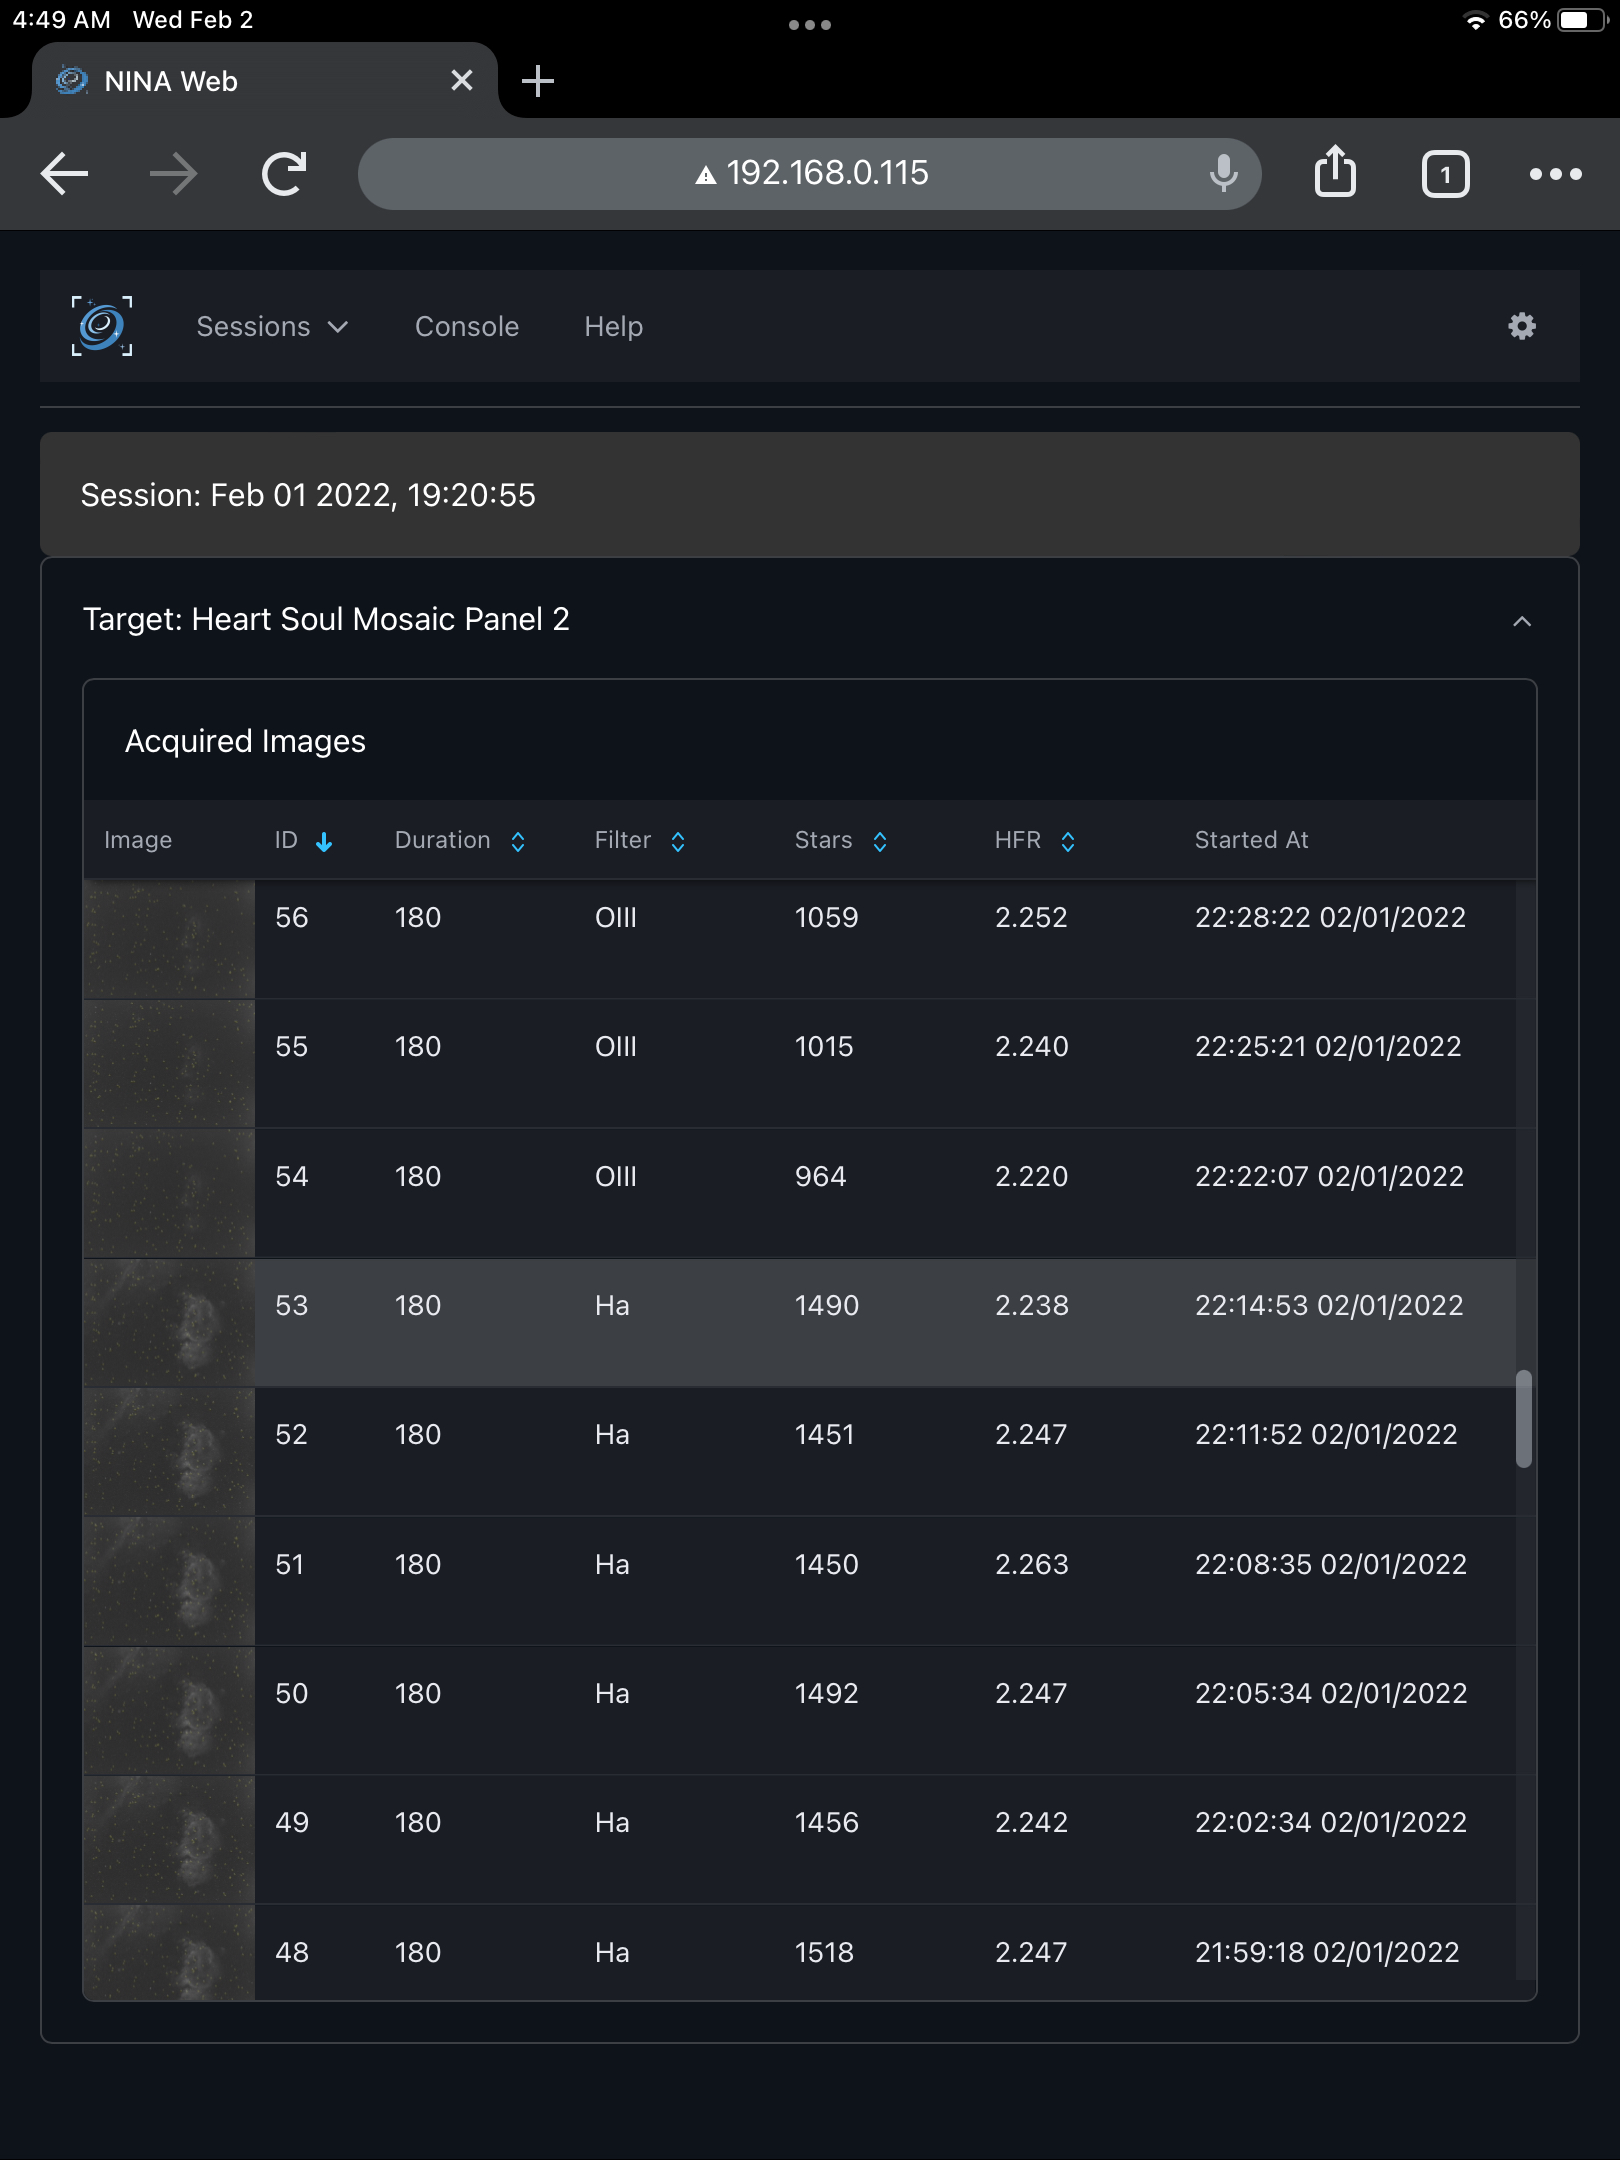 4:49 AM Wed Feb 2 66%
NINA Web
192.168.0.115 1
Sessions Console Help
Session: Feb 01 2022, 19:20:55
Target: Heart Soul Mosaic Panel 2
Acquired Images
Image ID Duration Filter Stars HFR Started At
56 180 OIII 1059 2.252 22:28:22 02/01/2022
55 180 OIII 1015 2.240 22:25:21 02/01/2022
54 180 OIII 964 2.220 22:22:07 02/01/2022
53 180 Ha 1490 2.238 22:14:53 02/01/2022
52 180 Ha 1451 2.247 22:11:52 02/01/2022
51 180 Ha 1450 2.263 22:08:35 02/01/2022
50 180 Ha 1492 2.247 22:05:34 02/01/2022
49 180 Ha 1456 2.242 22:02:34 02/01/2022
48 180 Ha 1518 2.247 21:59:18 02/01/2022